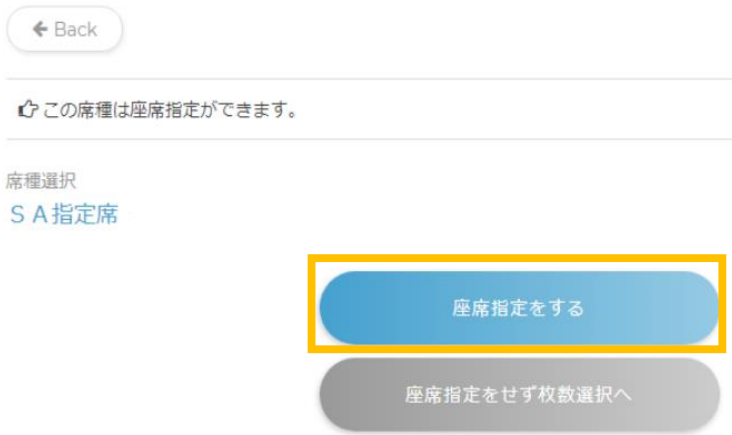 Back
この席種は座席指定ができます。
席種選択
ＳＡ指定席
座席指定をする
座席指定をせず枚数選択へ